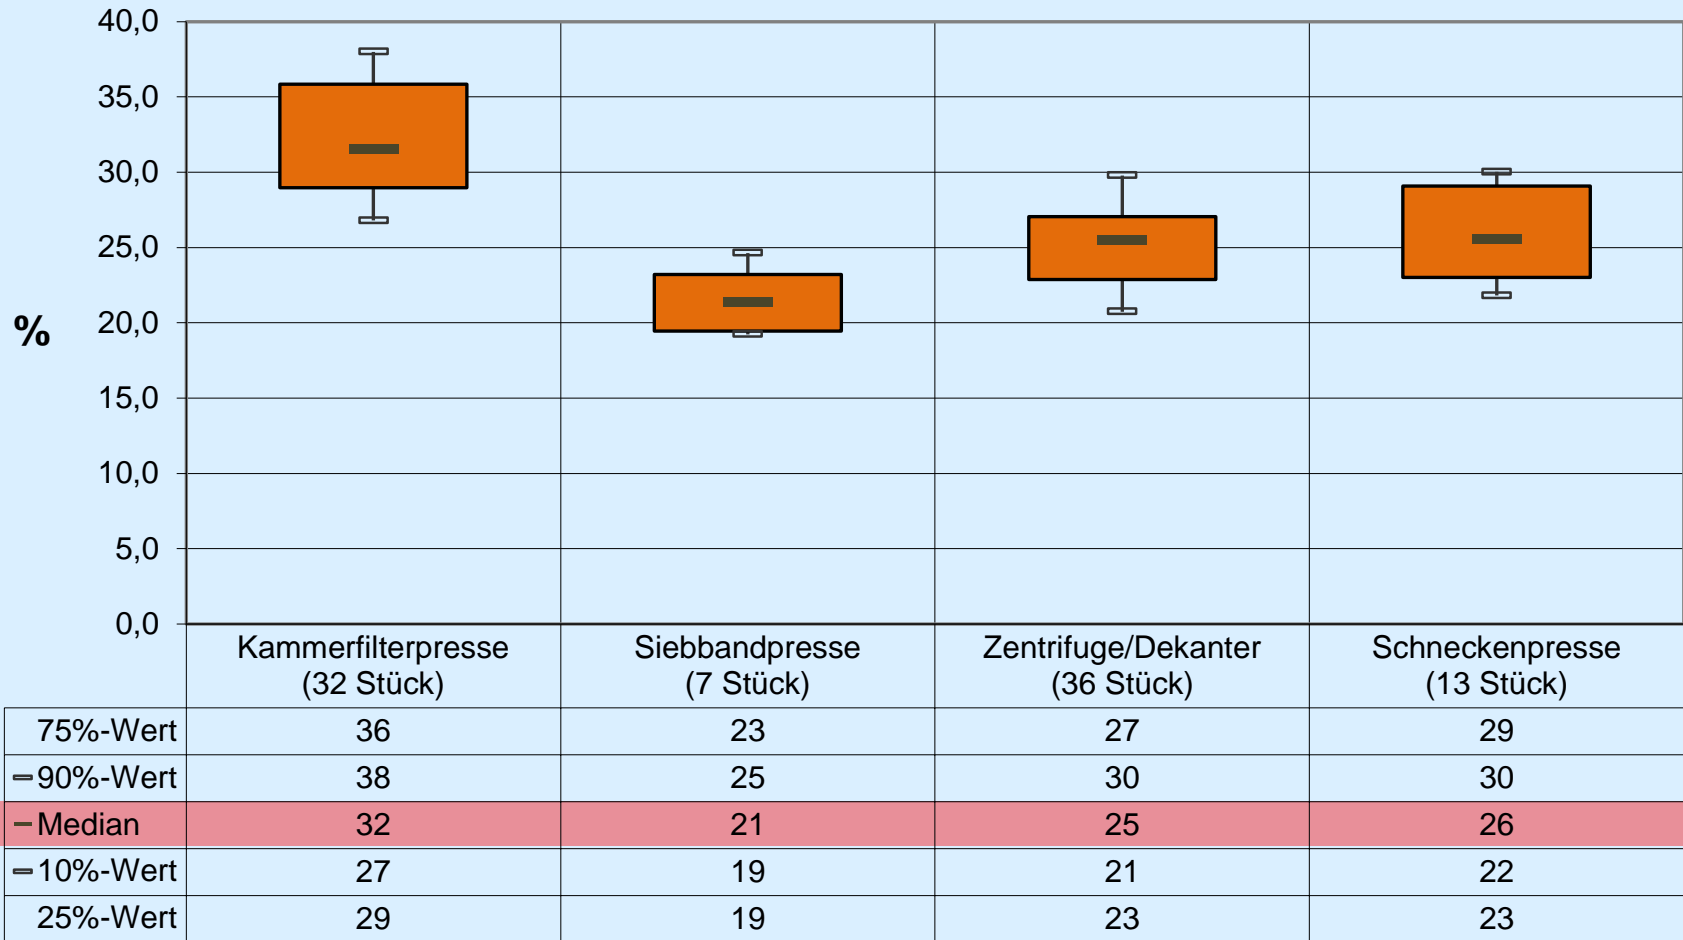 40,0
35,0
30,0
25,0
20,0
15,0
10,0
5,0
0,0
%
Kammerfilterpresse Siebbandpresse Zentrifuge/Dekanter Schneckenpresse
(32 Stück) (7 Stück) (36 Stück) (13 Stück)
75%-Wert 36 23 27 29
90%-Wert 38 25 30 30
Median 32 21 25 26
10%-Wert 27 19 21 22
25%-Wert 29 19 23 23